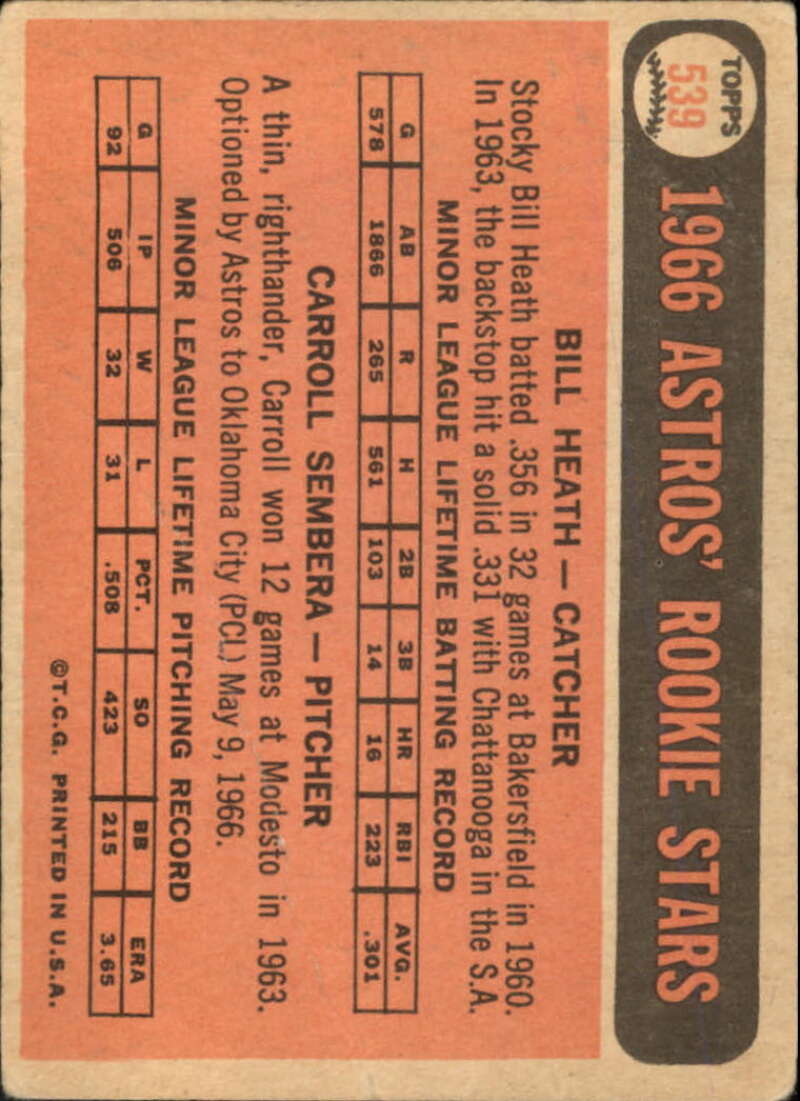 TOPPS
539
1966 ASTROS' ROOKIE STARS
BILL HEATH — CATCHER
Stocky Bill Heath batted .356 in 32 games at Bakersfield in 1960.
In 1963, the backstop hit a solid .331 with Chattanooga in the S.A.
MINOR LEAGUE LIFETIME BATTING RECORD
G AB R H 2B 3B HR RBI AVG.
578 1866 265 561 103 14 16 223 .301
CARROLL SEMBERA — PITCHER
A thin, righthander, Carroll won 12 games at Modesto in 1963.
Optioned by Astros to Oklahoma City (PCL) May 9, 1966.
MINOR LEAGUE LIFETIME PITCHING RECORD
G IP W L PCT. SO BB ERA
92 506 32 31 .508 423 215 3.65
©T.C.G. PRINTED IN U.S.A.